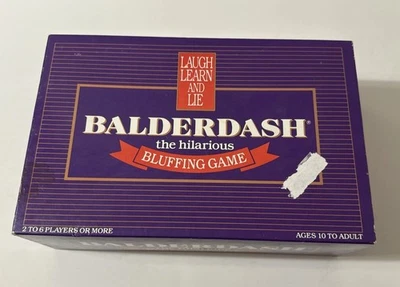 LAUGH
LEARN
AND
LIE
BALDERDASH®
the hilarious
BLUFFING GAME
2 TO 6 PLAYERS OR MORE
AGES 10 TO ADULT
BALDERDASH